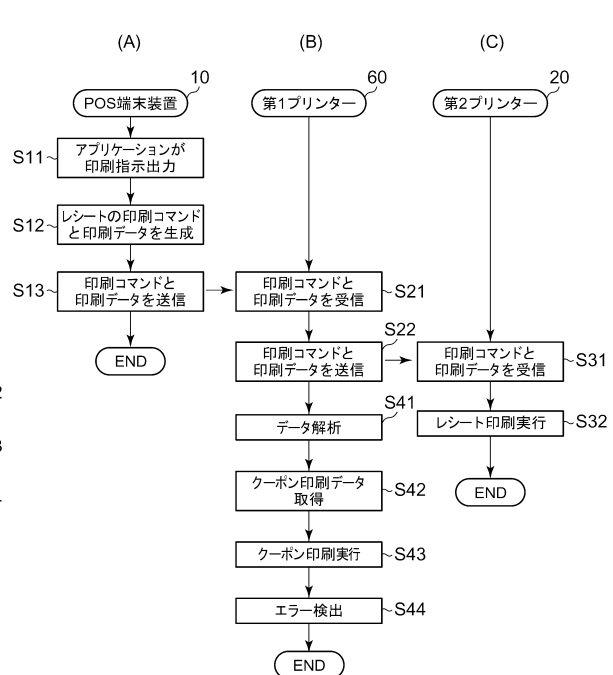 (A)
(B)
(C)
10
60
20
POS端末装置
第1プリンター
第2プリンター
S11
アプリケーションが
印刷指示出力
S12
レシートの印刷コマンド
と印刷データを生成
S13
印刷コマンドと
印刷データを送信
印刷コマンドと
印刷データを受信
S21
END
S22
印刷コマンドと
印刷データを送信
印刷コマンドと
印刷データを受信
S31
S41
データ解析
レシート印刷実行
S32
クーポン印刷データ
取得
S42
END
クーポン印刷実行
S43
エラー検出
S44
END